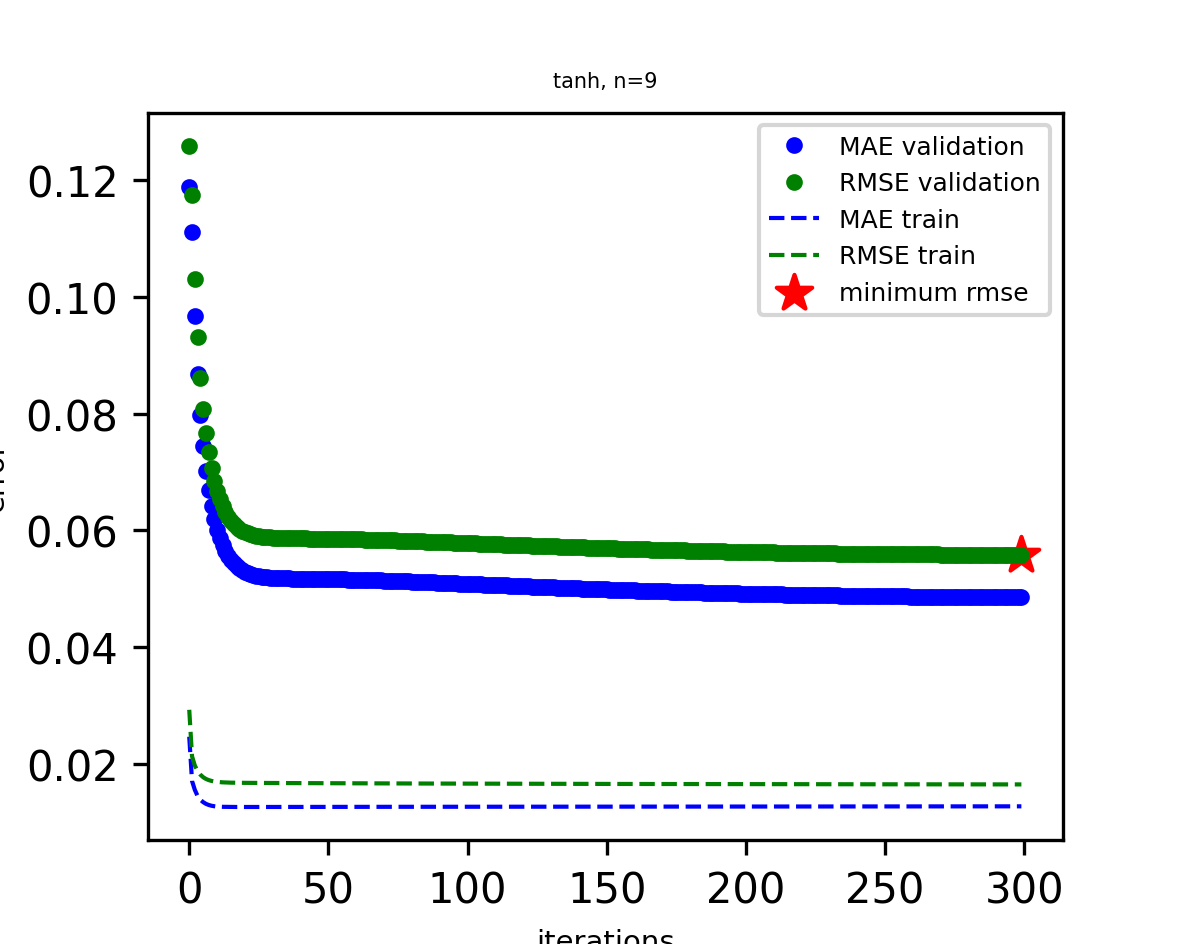 tanh, n=9
MAE validation
RMSE validation
MAE train
RMSE train
minimum rmse
0.12
0.10
0.08
0.06
0.04
0.02
0 50 100 150 200 250 300
iterations